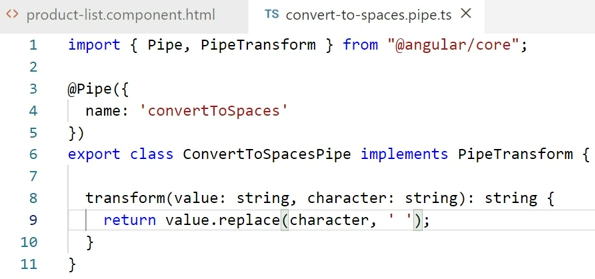 <> product-list.component.html TS convert-to-spaces.pipe.ts ×
1 import { Pipe, PipeTransform } from "@angular/core";
2
3 @Pipe({
4   name: 'convertToSpaces'
5 })
6 export class ConvertToSpacesPipe implements PipeTransform {
7
8   transform(value: string, character: string): string {
9     return value.replace(character, ' ');
10   }
11 }